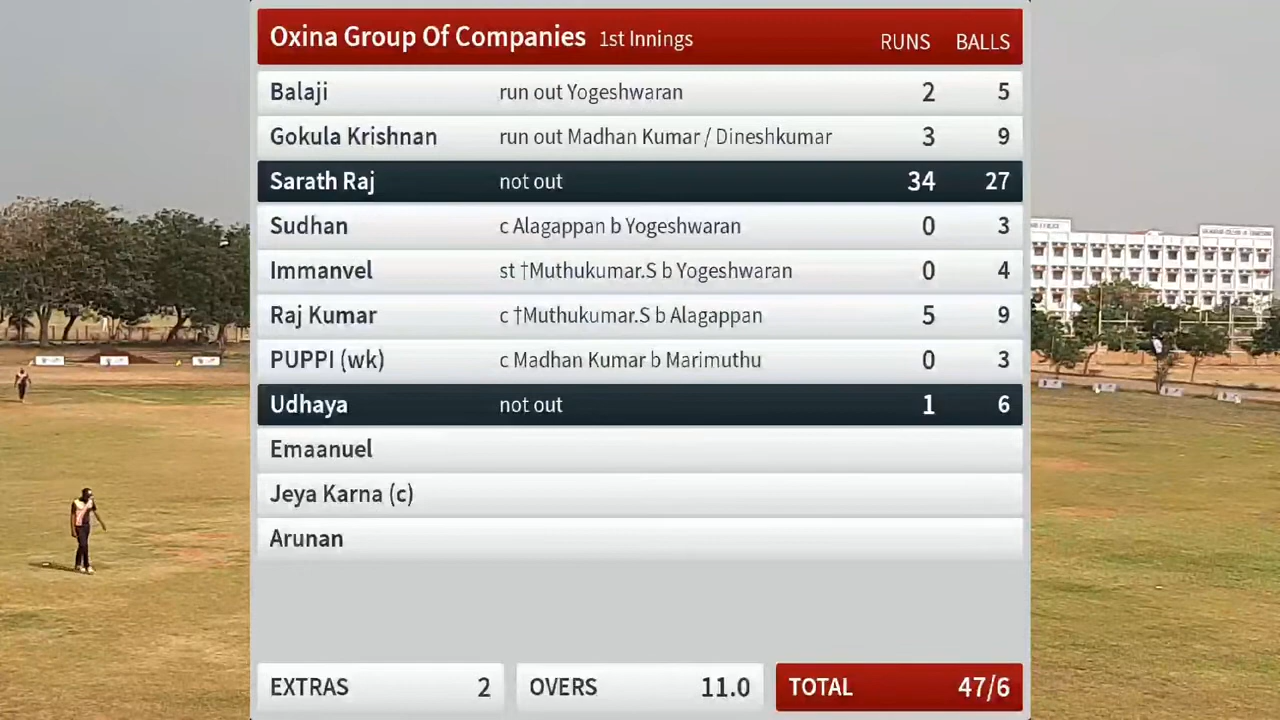 Oxina Group Of Companies 1st Innings RUNS BALLS
Balaji run out Yogeshwaran 2 5
Gokula Krishnan run out Madhan Kumar / Dineshkumar 3 9
Sarath Raj not out 34 27
Sudhan c Alagappan b Yogeshwaran 0 3
Immanvel st †Muthukumar.S b Yogeshwaran 0 4
Raj Kumar c †Muthukumar.S b Alagappan 5 9
PUPPI (wk) c Madhan Kumar b Marimuthu 0 3
Udhaya not out 1 6
Emaanuel
Jeya Karna (c)
Arunan
EXTRAS 2 OVERS 11.0 TOTAL 47/6